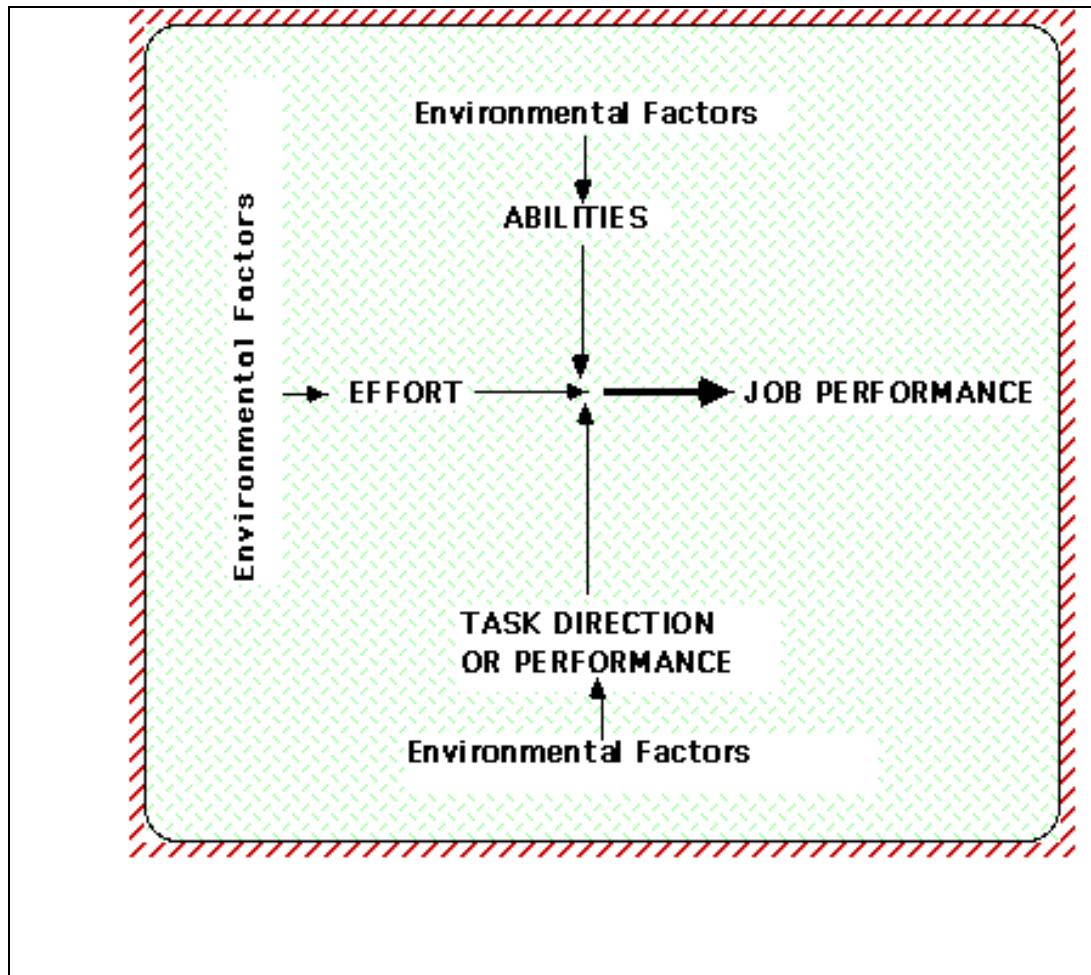 Environmental Factors
ABILITIES
Environmental Factors
EFFORT
JOB PERFORMANCE
TASK DIRECTION
OR PERFORMANCE
Environmental Factors